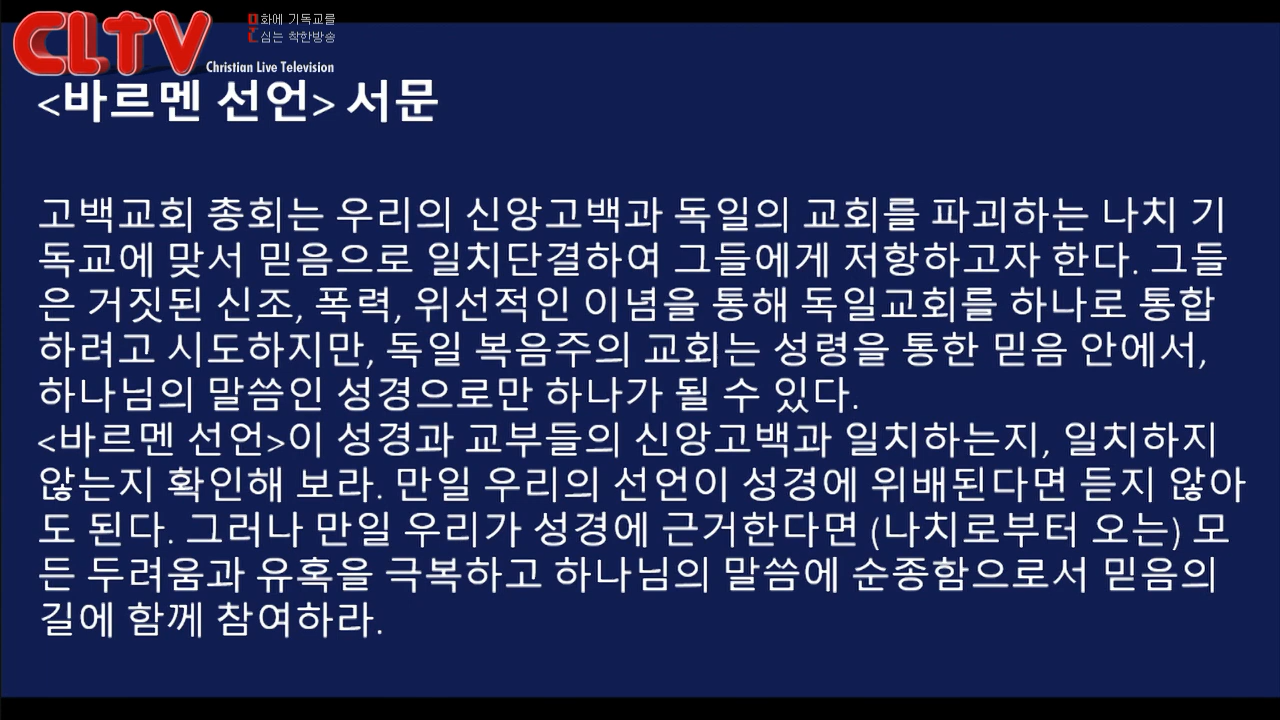 CLTV
문화에 기독교를
심는 착한방송
Christian Live Television
<바르멘 선언> 서문
고백교회 총회는 우리의 신앙고백과 독일의 교회를 파괴하는 나치 기
독교에 맞서 믿음으로 일치단결하여 그들에게 저항하고자 한다. 그들
은 거짓된 신조, 폭력, 위선적인 이념을 통해 독일교회를 하나로 통합
하려고 시도하지만, 독일 복음주의 교회는 성령을 통한 믿음 안에서,
하나님의 말씀인 성경으로만 하나가 될 수 있다.
<바르멘 선언>이 성경과 교부들의 신앙고백과 일치하는지, 일치하지
않는지 확인해 보라. 만일 우리의 선언이 성경에 위배된다면 듣지 않아
도 된다. 그러나 만일 우리가 성경에 근거한다면 (나치로부터 오는) 모
든 두려움과 유혹을 극복하고 하나님의 말씀에 순종함으로서 믿음의
길에 함께 참여하라.